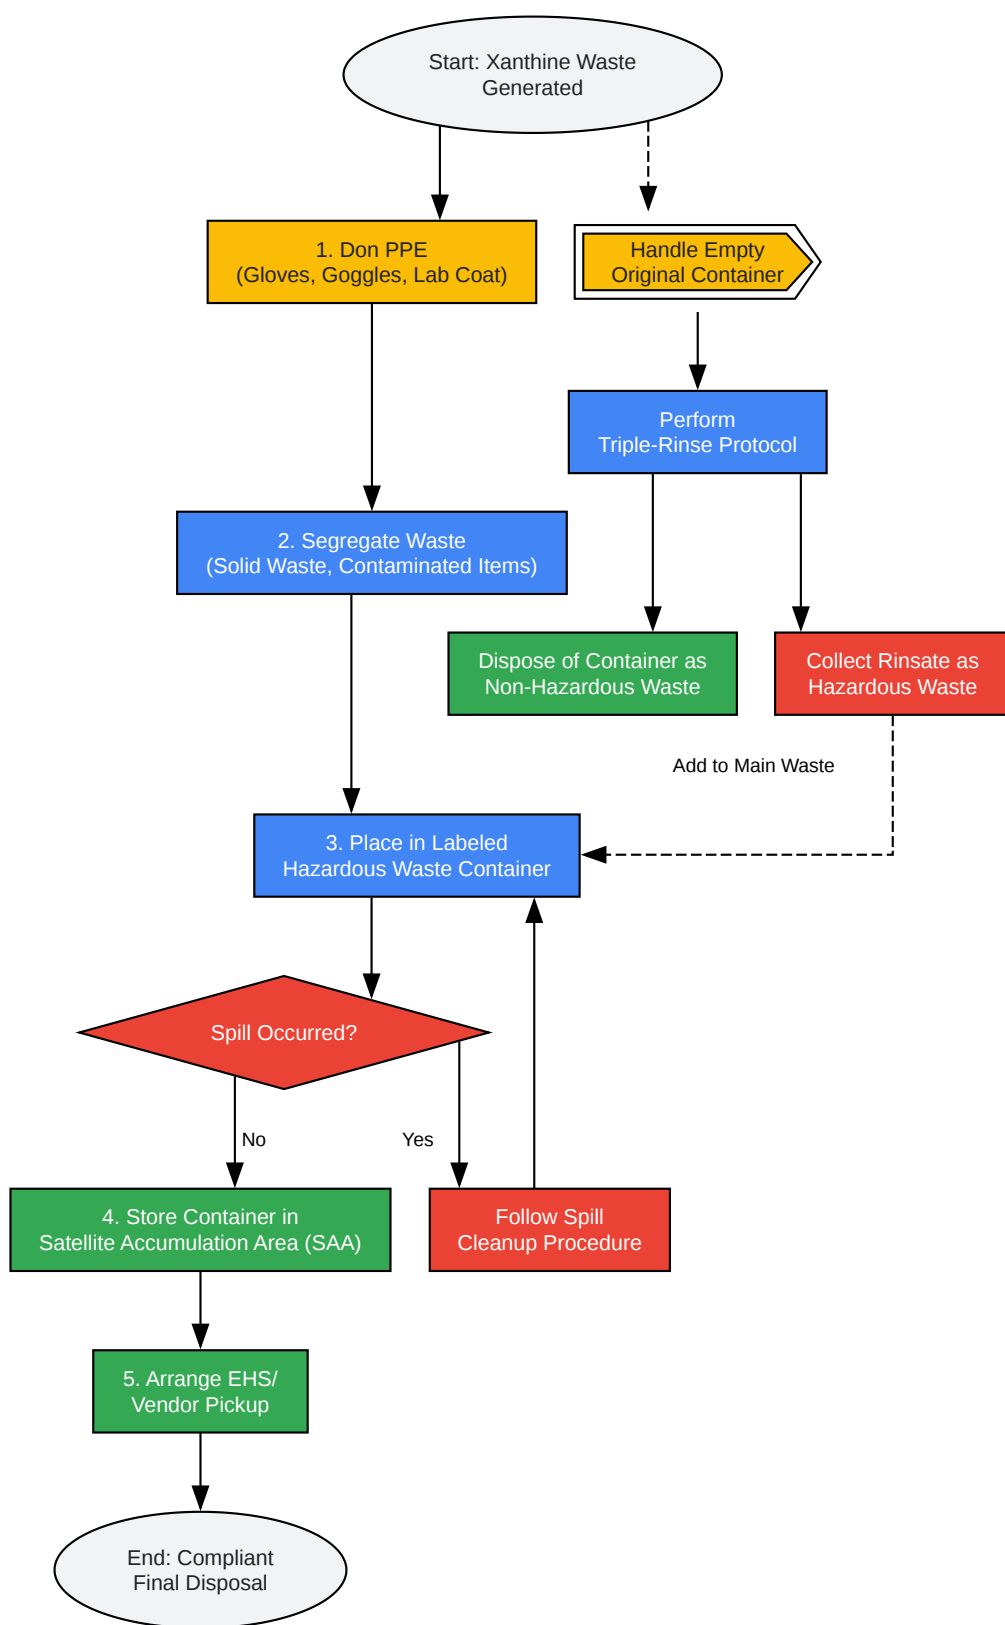 Start: Xanthine Waste
Generated
1. Don PPE
(Gloves, Goggles, Lab Coat)
Handle Empty
Original Container
Perform
Triple-Rinse Protocol
2. Segregate Waste
(Solid Waste, Contaminated Items)
Dispose of Container as
Non-Hazardous Waste
Collect Rinsate as
Hazardous Waste
Add to Main Waste
3. Place in Labeled
Hazardous Waste Container
Spill Occurred?
No
Yes
4. Store Container in
Satellite Accumulation Area (SAA)
Follow Spill
Cleanup Procedure
5. Arrange EHS/
Vendor Pickup
End: Compliant
Final Disposal